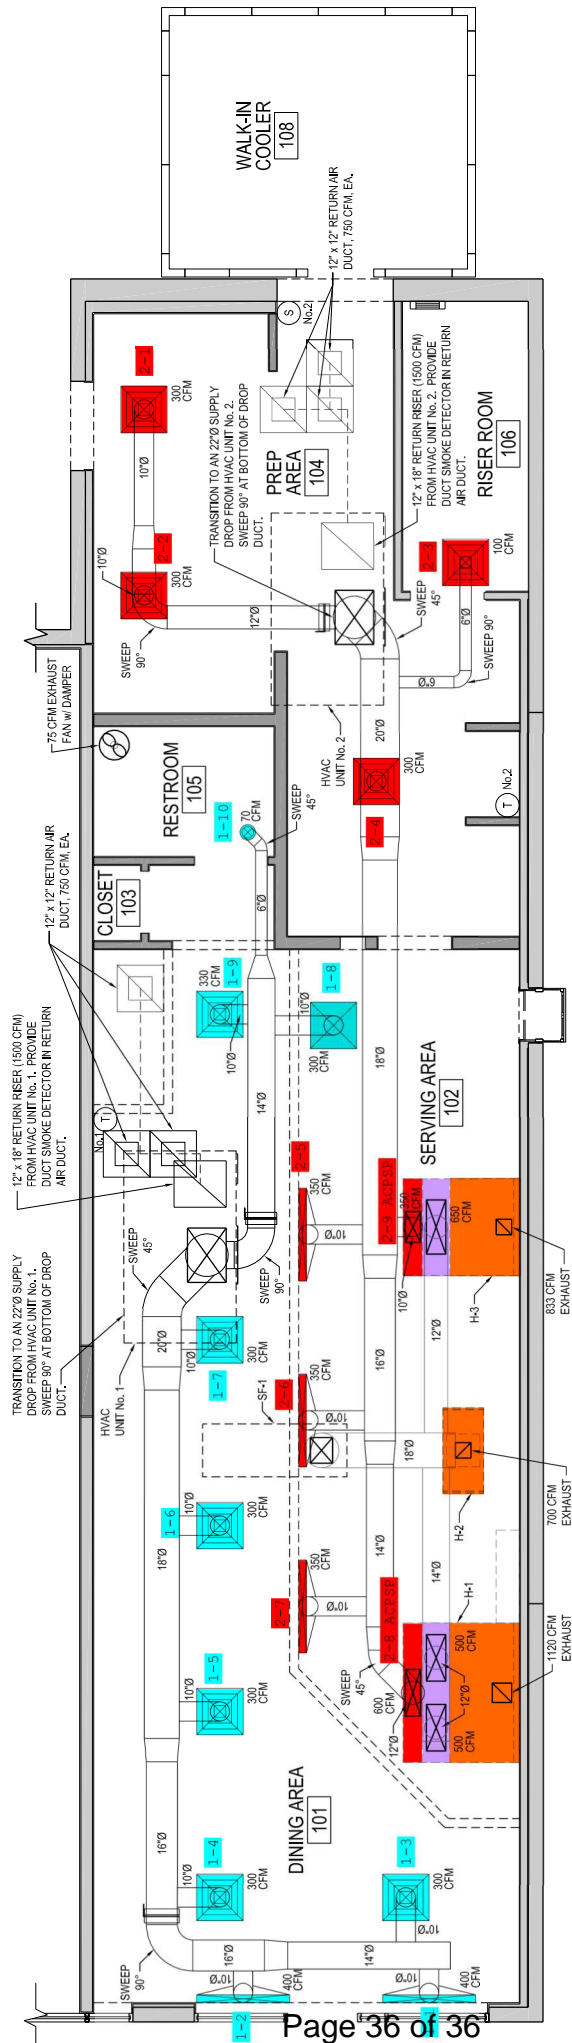 WALK-IN
COOLER
108
12" x 12" RETURN AIR
DUCT, 750 CFM, EA.
S
No.2
2-1
300
CFM
10"Ø
2-2
10"Ø
300
CFM
SWEEP
90°
12"Ø
PREP
AREA
104
TRANSITION TO AN 22"Ø SUPPLY
DROP FROM HVAC UNIT No. 2.
SWEEP 90° AT BOTTOM OF DROP
DUCT.
12" x 18" RETURN RISER (1500 CFM)
FROM HVAC UNIT No. 2. PROVIDE
DUCT SMOKE DETECTOR IN RETURN
AIR DUCT.
RISER ROOM
106
2-3
100
CFM
6"Ø
SWEEP 90°
SWEEP
45°
6"Ø
20"Ø
HVAC
UNIT No. 2
2-4
300
CFM
T
No.2
75 CFM EXHAUST
FAN w/ DAMPER
RESTROOM
105
1-10
70
CFM
SWEEP
45°
6"Ø
CLOSET
103
12" x 12" RETURN AIR
DUCT, 750 CFM, EA.
12" x 18" RETURN RISER (1500 CFM)
FROM HVAC UNIT No. 1. PROVIDE
DUCT SMOKE DETECTOR IN RETURN
AIR DUCT.
No.1
T
330
CFM
1-9
10"Ø
1-8
10"Ø
300
CFM
14"Ø
18"Ø
SERVING AREA
102
TRANSITION TO AN 22"Ø SUPPLY
DROP FROM HVAC UNIT No. 1.
SWEEP 90° AT BOTTOM OF DROP
DUCT.
SWEEP
45°
SWEEP
90°
HVAC
UNIT No. 1
20"Ø
10"Ø
1-7
300
CFM
2-5
350
CFM
10"Ø
2-9 ACPSP
350
CFM
10"Ø
650
CFM
12"Ø
H-3
833 CFM
EXHAUST
16"Ø
2-6
350
CFM
SF-1
10"Ø
18"Ø
H-2
700 CFM
EXHAUST
1-6
10"Ø
300
CFM
18"Ø
2-7
350
CFM
10"Ø
14"Ø
14"Ø
2-8 ACPSP
H-1
SWEEP
45°
600
CFM
12"Ø
500
CFM
12"Ø
500
CFM
1120 CFM
EXHAUST
1-5
10"Ø
300
CFM
16"Ø
DINING AREA
101
1-4
10"Ø
300
CFM
1-3
300
CFM
10"Ø
SWEEP
90°
16"Ø
14"Ø
10"Ø
400
CFM
10"Ø
400
CFM
1-2
Page 36 of 36